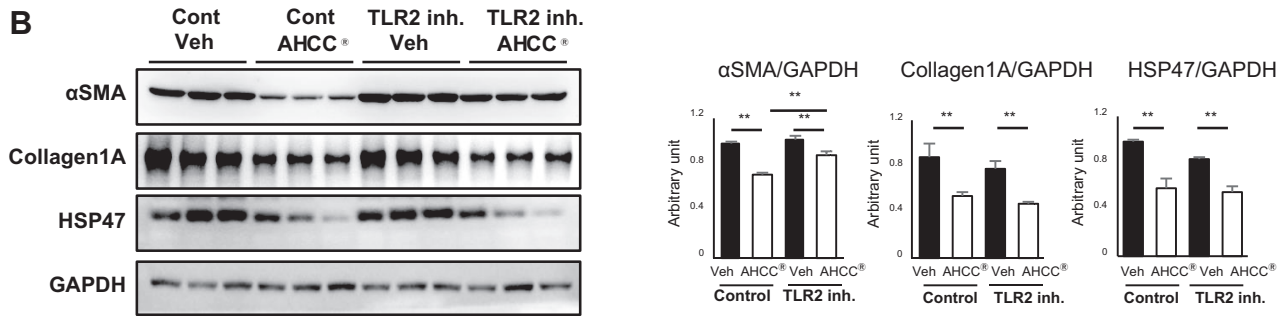 B
Cont Cont TLR2 inh. TLR2 inh.
Veh AHCC® Veh AHCC®
αSMA
Collagen1A
HSP47
GAPDH
αSMA/GAPDH
Arbitrary unit
1.2
0.8
0.4
0
**
**
**
Veh AHCC® Veh AHCC®
Control TLR2 inh.
Collagen1A/GAPDH
Arbitrary unit
1.2
0.8
0.4
0
**
**
Veh AHCC® Veh AHCC®
Control TLR2 inh.
HSP47/GAPDH
Arbitrary unit
1.2
0.8
0.4
0
**
**
Veh AHCC® Veh AHCC®
Control TLR2 inh.